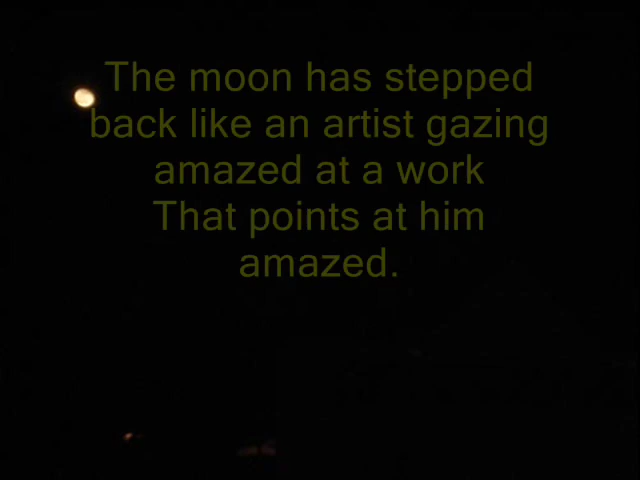 The moon has stepped
back like an artist gazing
amazed at a work
That points at him
amazed.